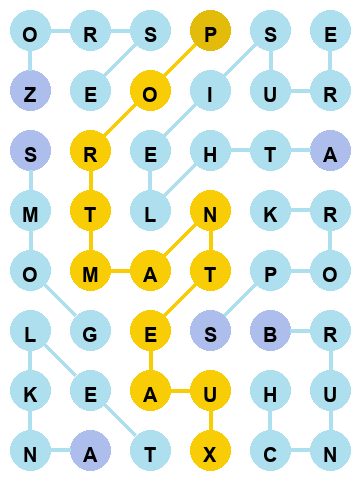 O R S P S E
Z E O I U R
S R E H T A
M T L N K R
O M A T P O
L G E S B R
K E A U H U
N A T X C N